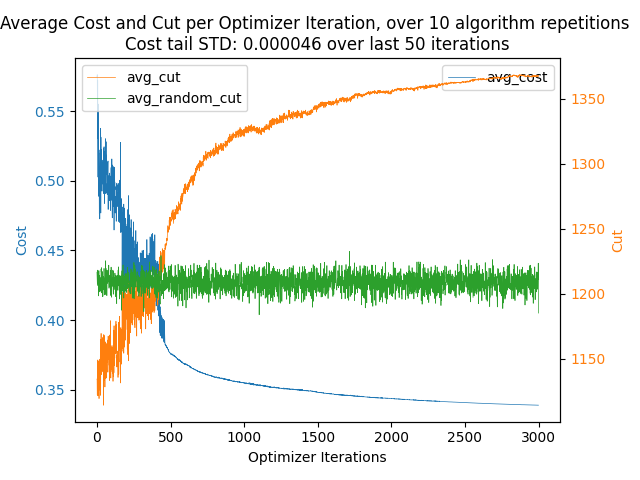 Average Cost and Cut per Optimizer Iteration, over 10 algorithm repetitions
Cost tail STD: 0.000046 over last 50 iterations
avg_cut
avg_random_cut
avg_cost
0.55
0.50
0.45
0.40
0.35
Cost
1350
1300
1250
1200
1150
Cut
0
500
1000
1500
2000
2500
3000
Optimizer Iterations